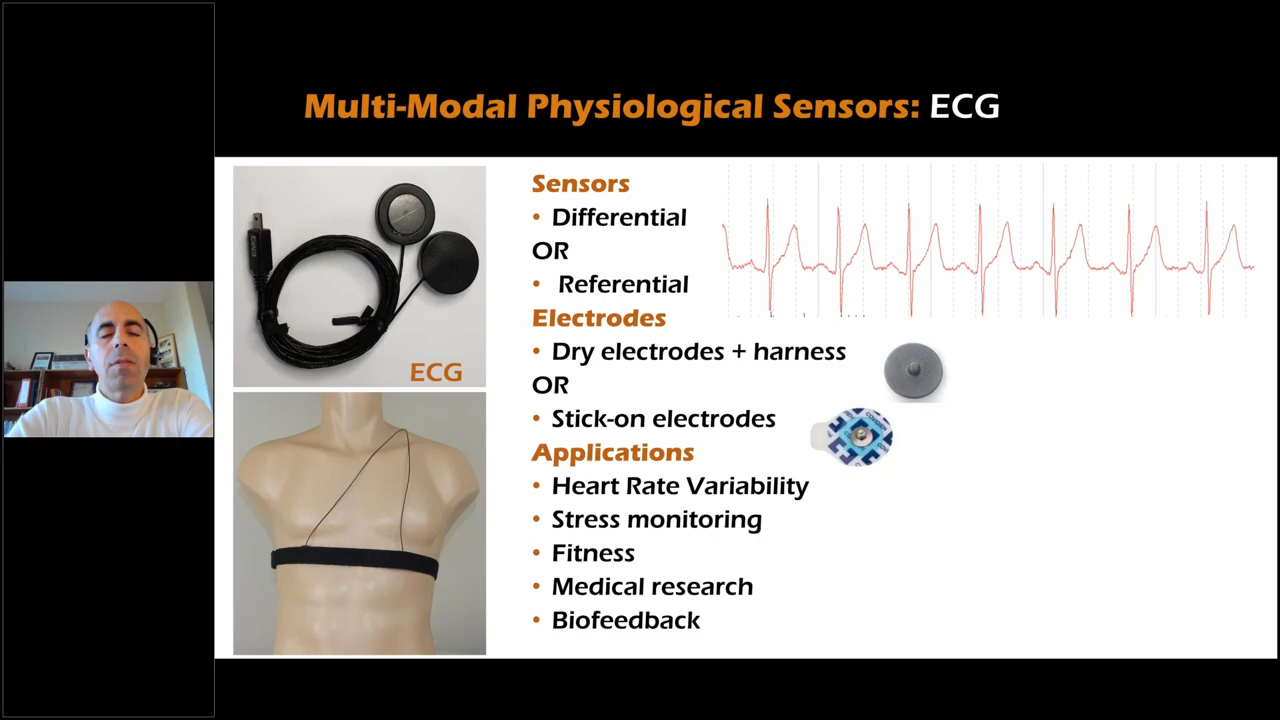 Multi-Modal Physiological Sensors: ECG
ECG
Sensors
• Differential
OR
• Referential
Electrodes
• Dry electrodes + harness
OR
• Stick-on electrodes
Applications
• Heart Rate Variability
• Stress monitoring
• Fitness
• Medical research
• Biofeedback